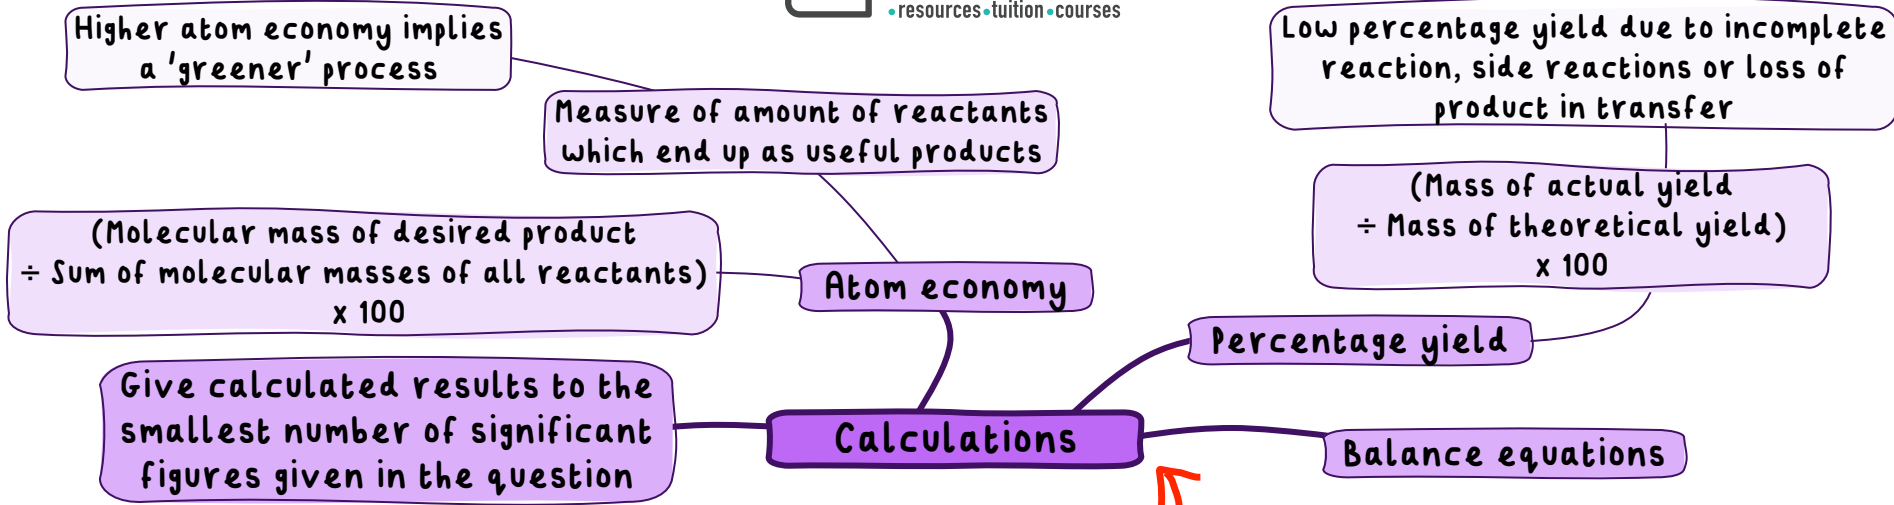 •resources•tuition•courses
Higher atom economy implies
a 'greener' process
Measure of amount of reactants
which end up as useful products
(Molecular mass of desired product
÷ Sum of molecular masses of all reactants)
x 100
Atom economy
Low percentage yield due to incomplete
reaction, side reactions or loss of
product in transfer
(Mass of actual yield
÷ Mass of theoretical yield)
x 100
Percentage yield
Give calculated results to the
smallest number of significant
figures given in the question
Calculations
Balance equations